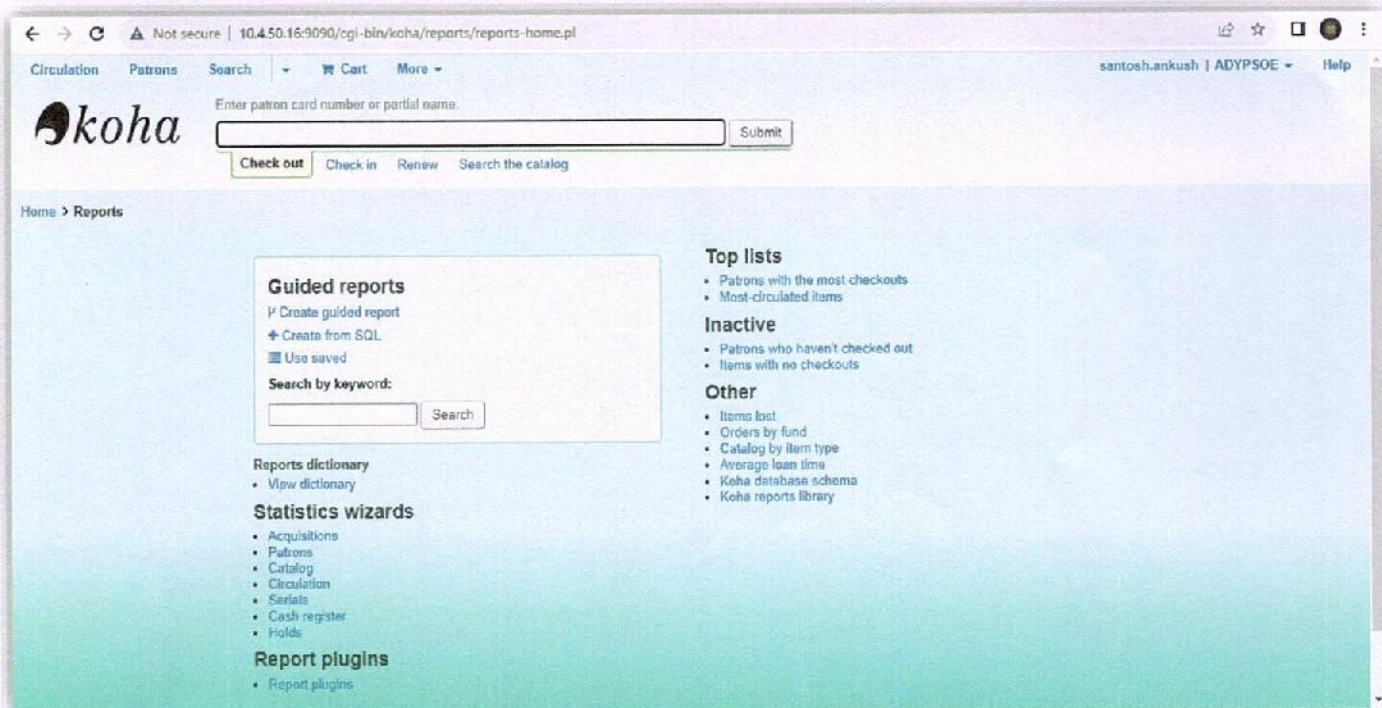 Not secure | 10.4.50.16:9090/cgi-bin/koha/reports/reports-home.pl
Circulation Patrons Search Cart More santosh.ankush | ADYPSOE Help
koha
Enter patron card number or partial name:
Submit
Check out Check in Renew Search the catalog
Home > Reports
Guided reports
Create guided report
+ Create from SQL
Use saved
Search by keyword:
Search
Reports dictionary
• View dictionary
Statistics wizards
• Acquisitions
• Patrons
• Catalog
• Circulation
• Serials
• Cash register
• Holds
Report plugins
• Report plugins
Top lists
• Patrons with the most checkouts
• Most-circulated items
Inactive
• Patrons who haven't checked out
• Items with no checkouts
Other
• Items lost
• Orders by fund
• Catalog by item type
• Average loan time
• Koha database schema
• Koha reports library